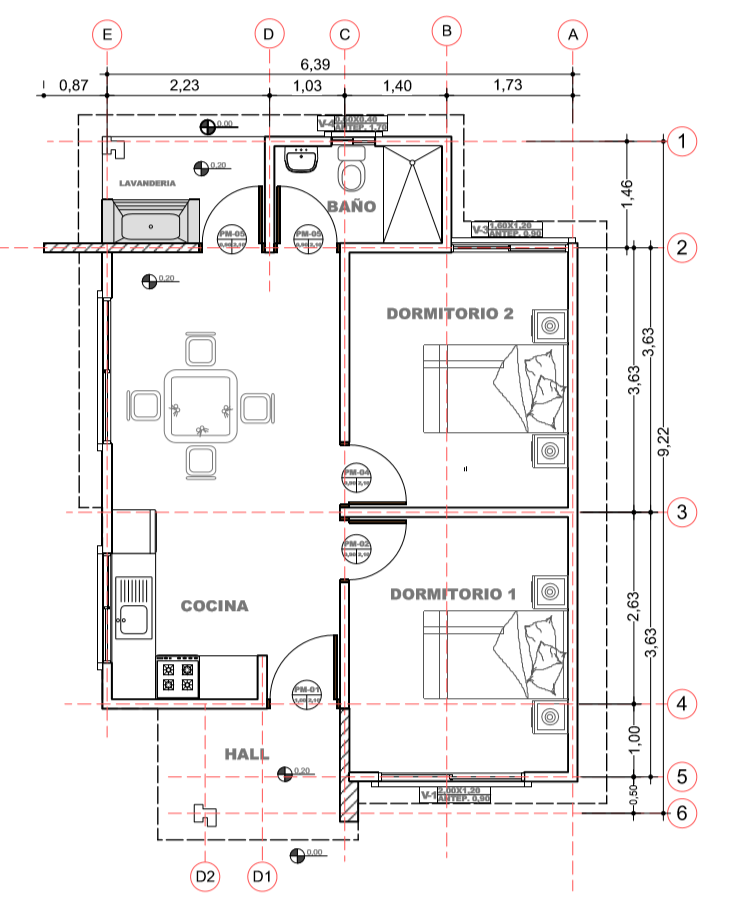 E
D
C
B
A
6,39
0,87
2,23
1,03
1,40
1,73
0.00
V-4
ANTEP. 1,70
1
0.20
LAVANDERIA
1,46
BAÑO
V-3
1,60X1,20
ANTEP. 0,90
PM-05
PM-05
2
0.20
DORMITORIO 2
3,63
3,63
9,22
PM-04
3
PM-02
COCINA
DORMITORIO 1
2,63
3,63
PM-01
4
HALL
1,00
0.20
5
V-1
2,00X1,20
ANTEP. 0,90
0,50
6
0.00
D2
D1